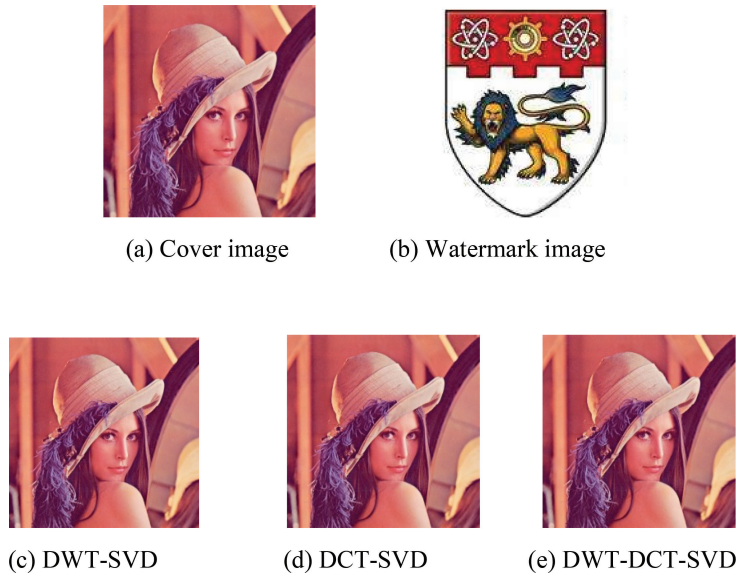 (a) Cover image
(b) Watermark image
(c) DWT-SVD
(d) DCT-SVD
(e) DWT-DCT-SVD